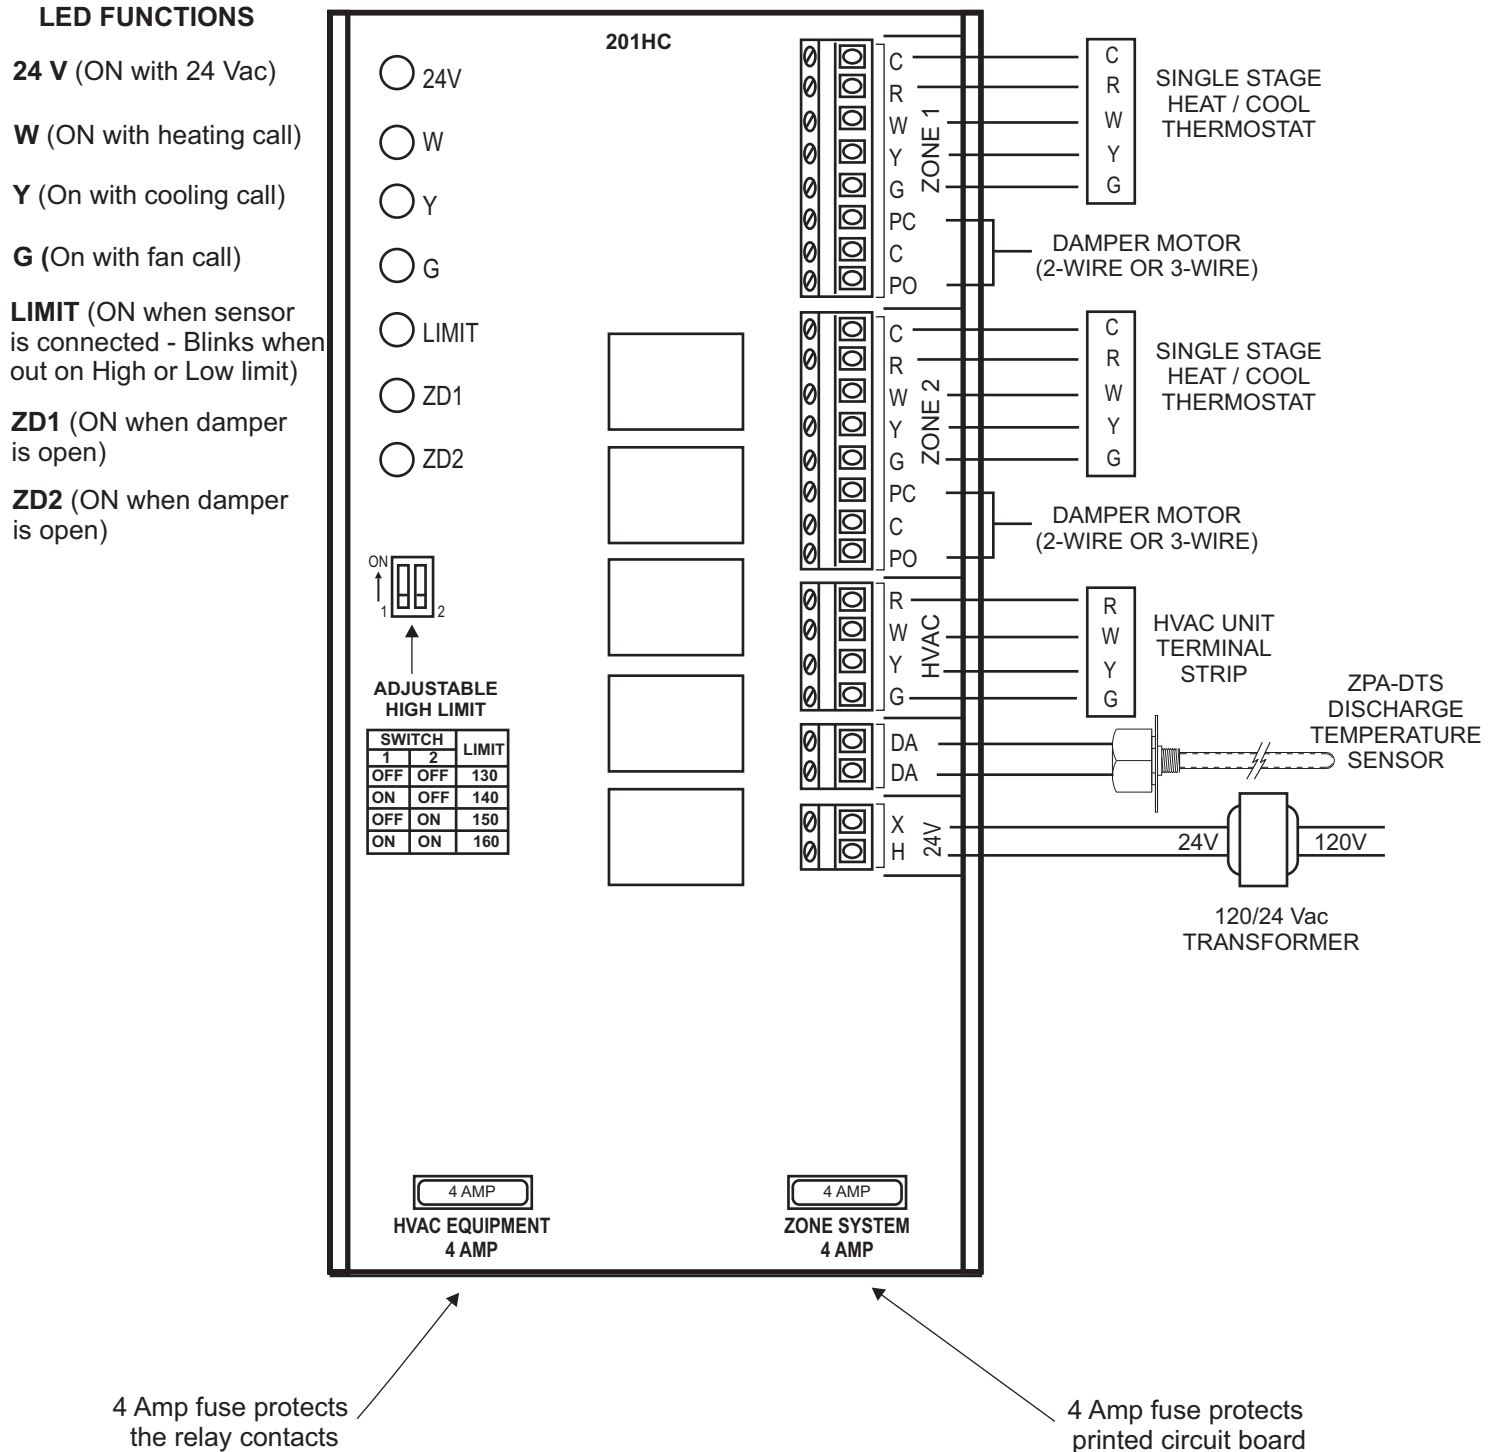 LED FUNCTIONS
24 V (ON with 24 Vac)
W (ON with heating call)
Y (On with cooling call)
G (On with fan call)
LIMIT (ON when sensor
is connected - Blinks when
out on High or Low limit)
ZD1 (ON when damper
is open)
ZD2 (ON when damper
is open)
201HC
24V
W
Y
G
LIMIT
ZD1
ZD2
ON
1
2
ADJUSTABLE
HIGH LIMIT
SWITCH LIMIT
1 2
OFF OFF 130
ON OFF 140
OFF ON 150
ON ON 160
C
R
W
Y
G
PC
C
PO
ZONE 1
C
R
W
Y
G
SINGLE STAGE
HEAT / COOL
THERMOSTAT
DAMPER MOTOR
(2-WIRE OR 3-WIRE)
C
R
W
Y
G
PC
C
PO
ZONE 2
C
R
W
Y
G
SINGLE STAGE
HEAT / COOL
THERMOSTAT
DAMPER MOTOR
(2-WIRE OR 3-WIRE)
R
W
Y
G
HVAC
R
W
Y
G
HVAC UNIT
TERMINAL
STRIP
DA
DA
ZPA-DTS
DISCHARGE
TEMPERATURE
SENSOR
X
H
24V
24V
120V
120/24 Vac
TRANSFORMER
4 AMP
HVAC EQUIPMENT
4 AMP
4 AMP
ZONE SYSTEM
4 AMP
4 Amp fuse protects
the relay contacts
4 Amp fuse protects
printed circuit board